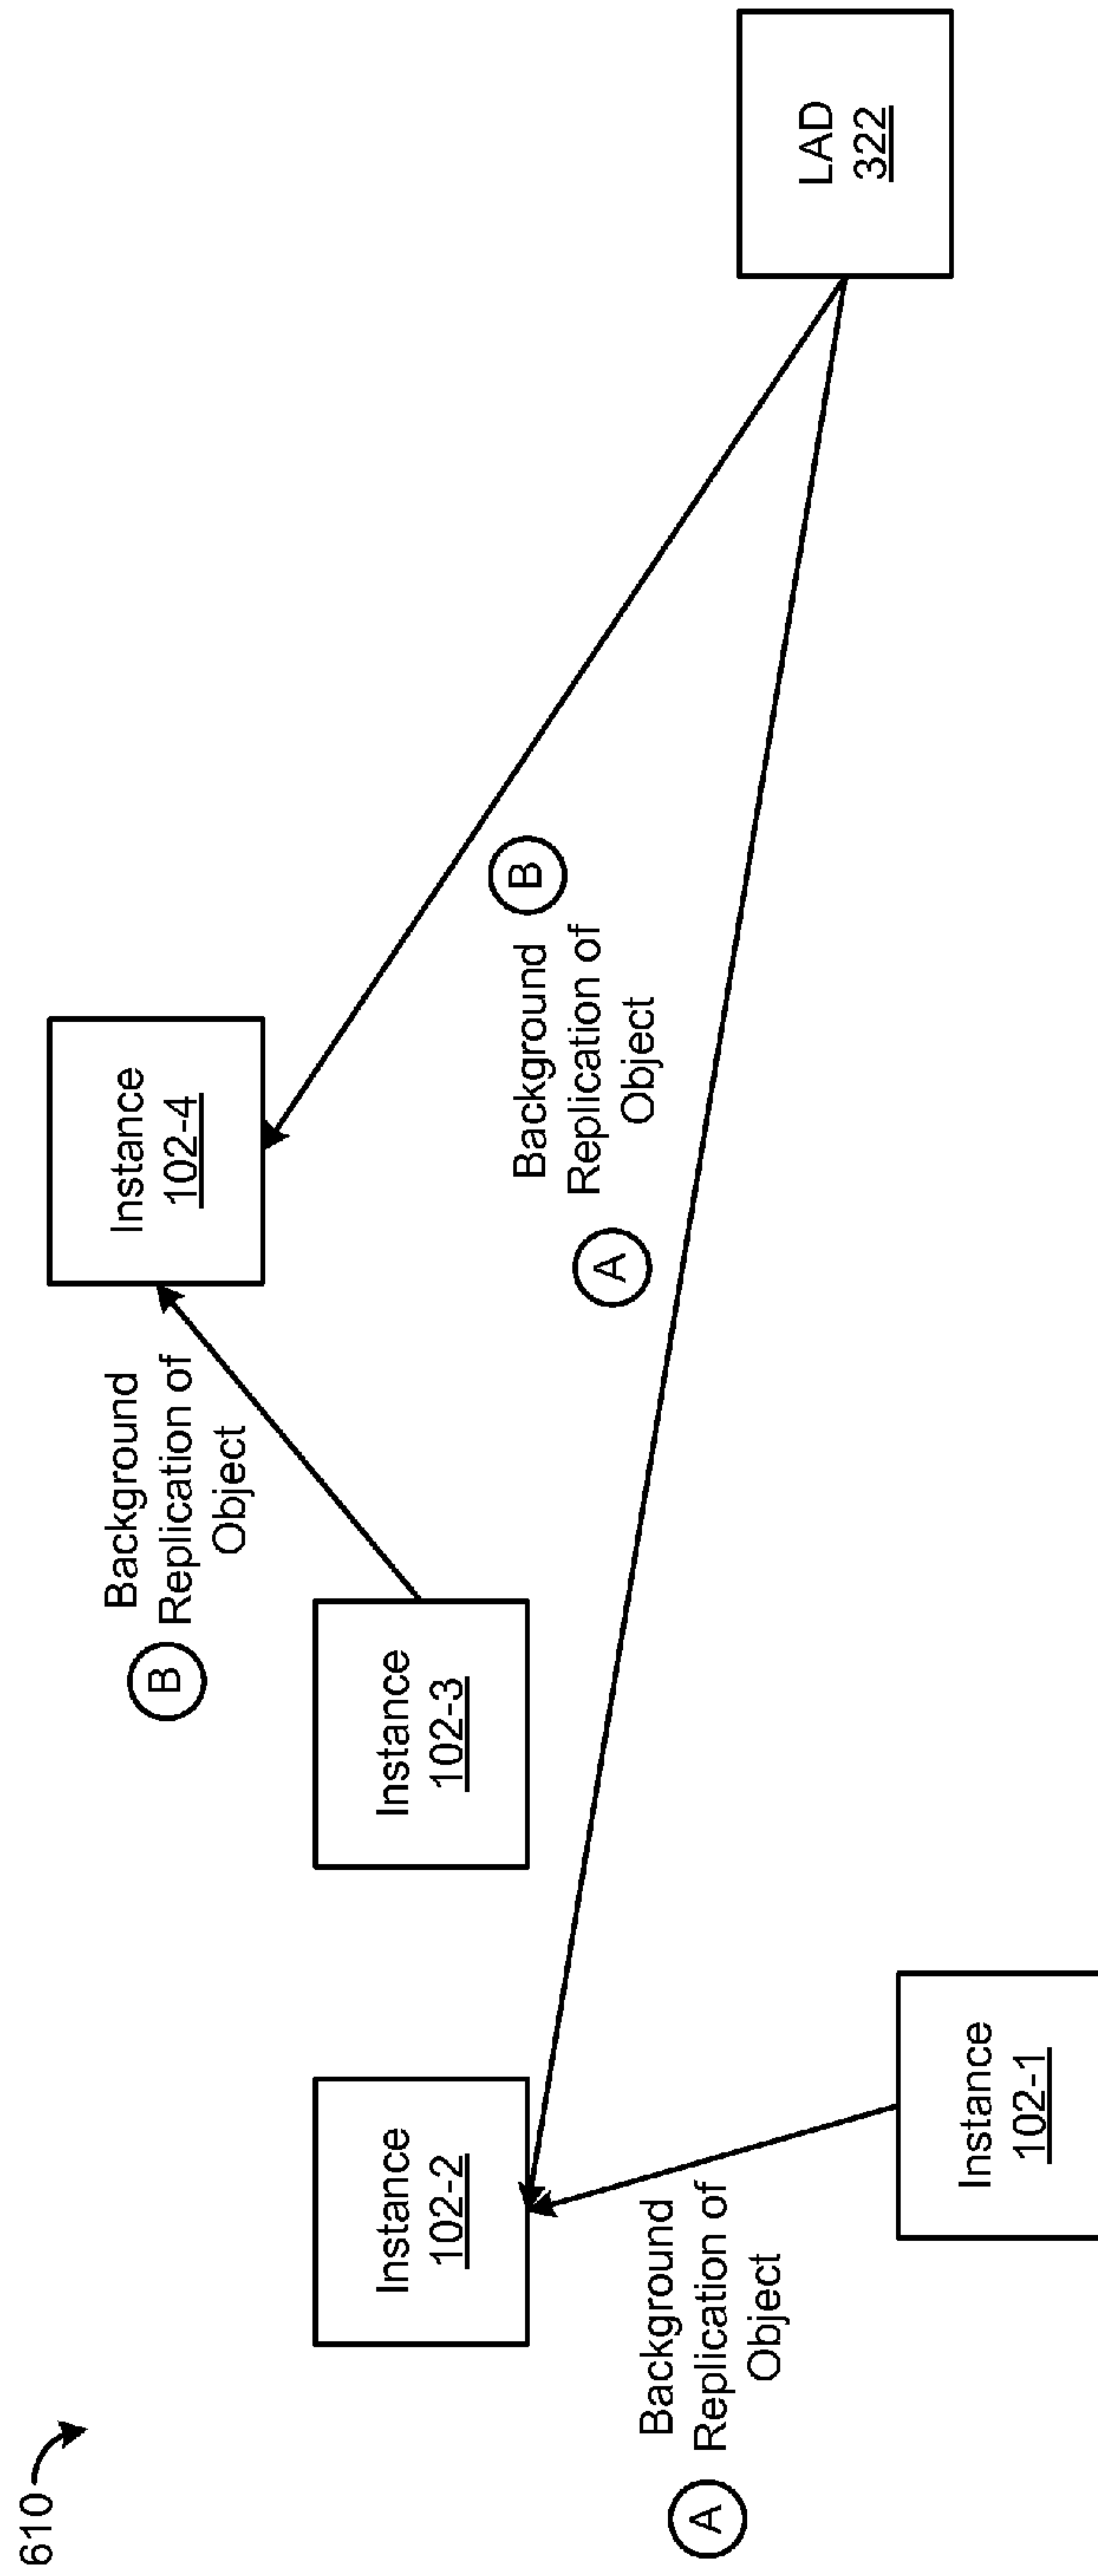 610
Instance
102-4
B
Background
Replication of
Object
Instance
102-2
Instance
102-3
B
Background
Replication of
Object
A
A
Background
Replication of
Object
LAD
322
Instance
102-1